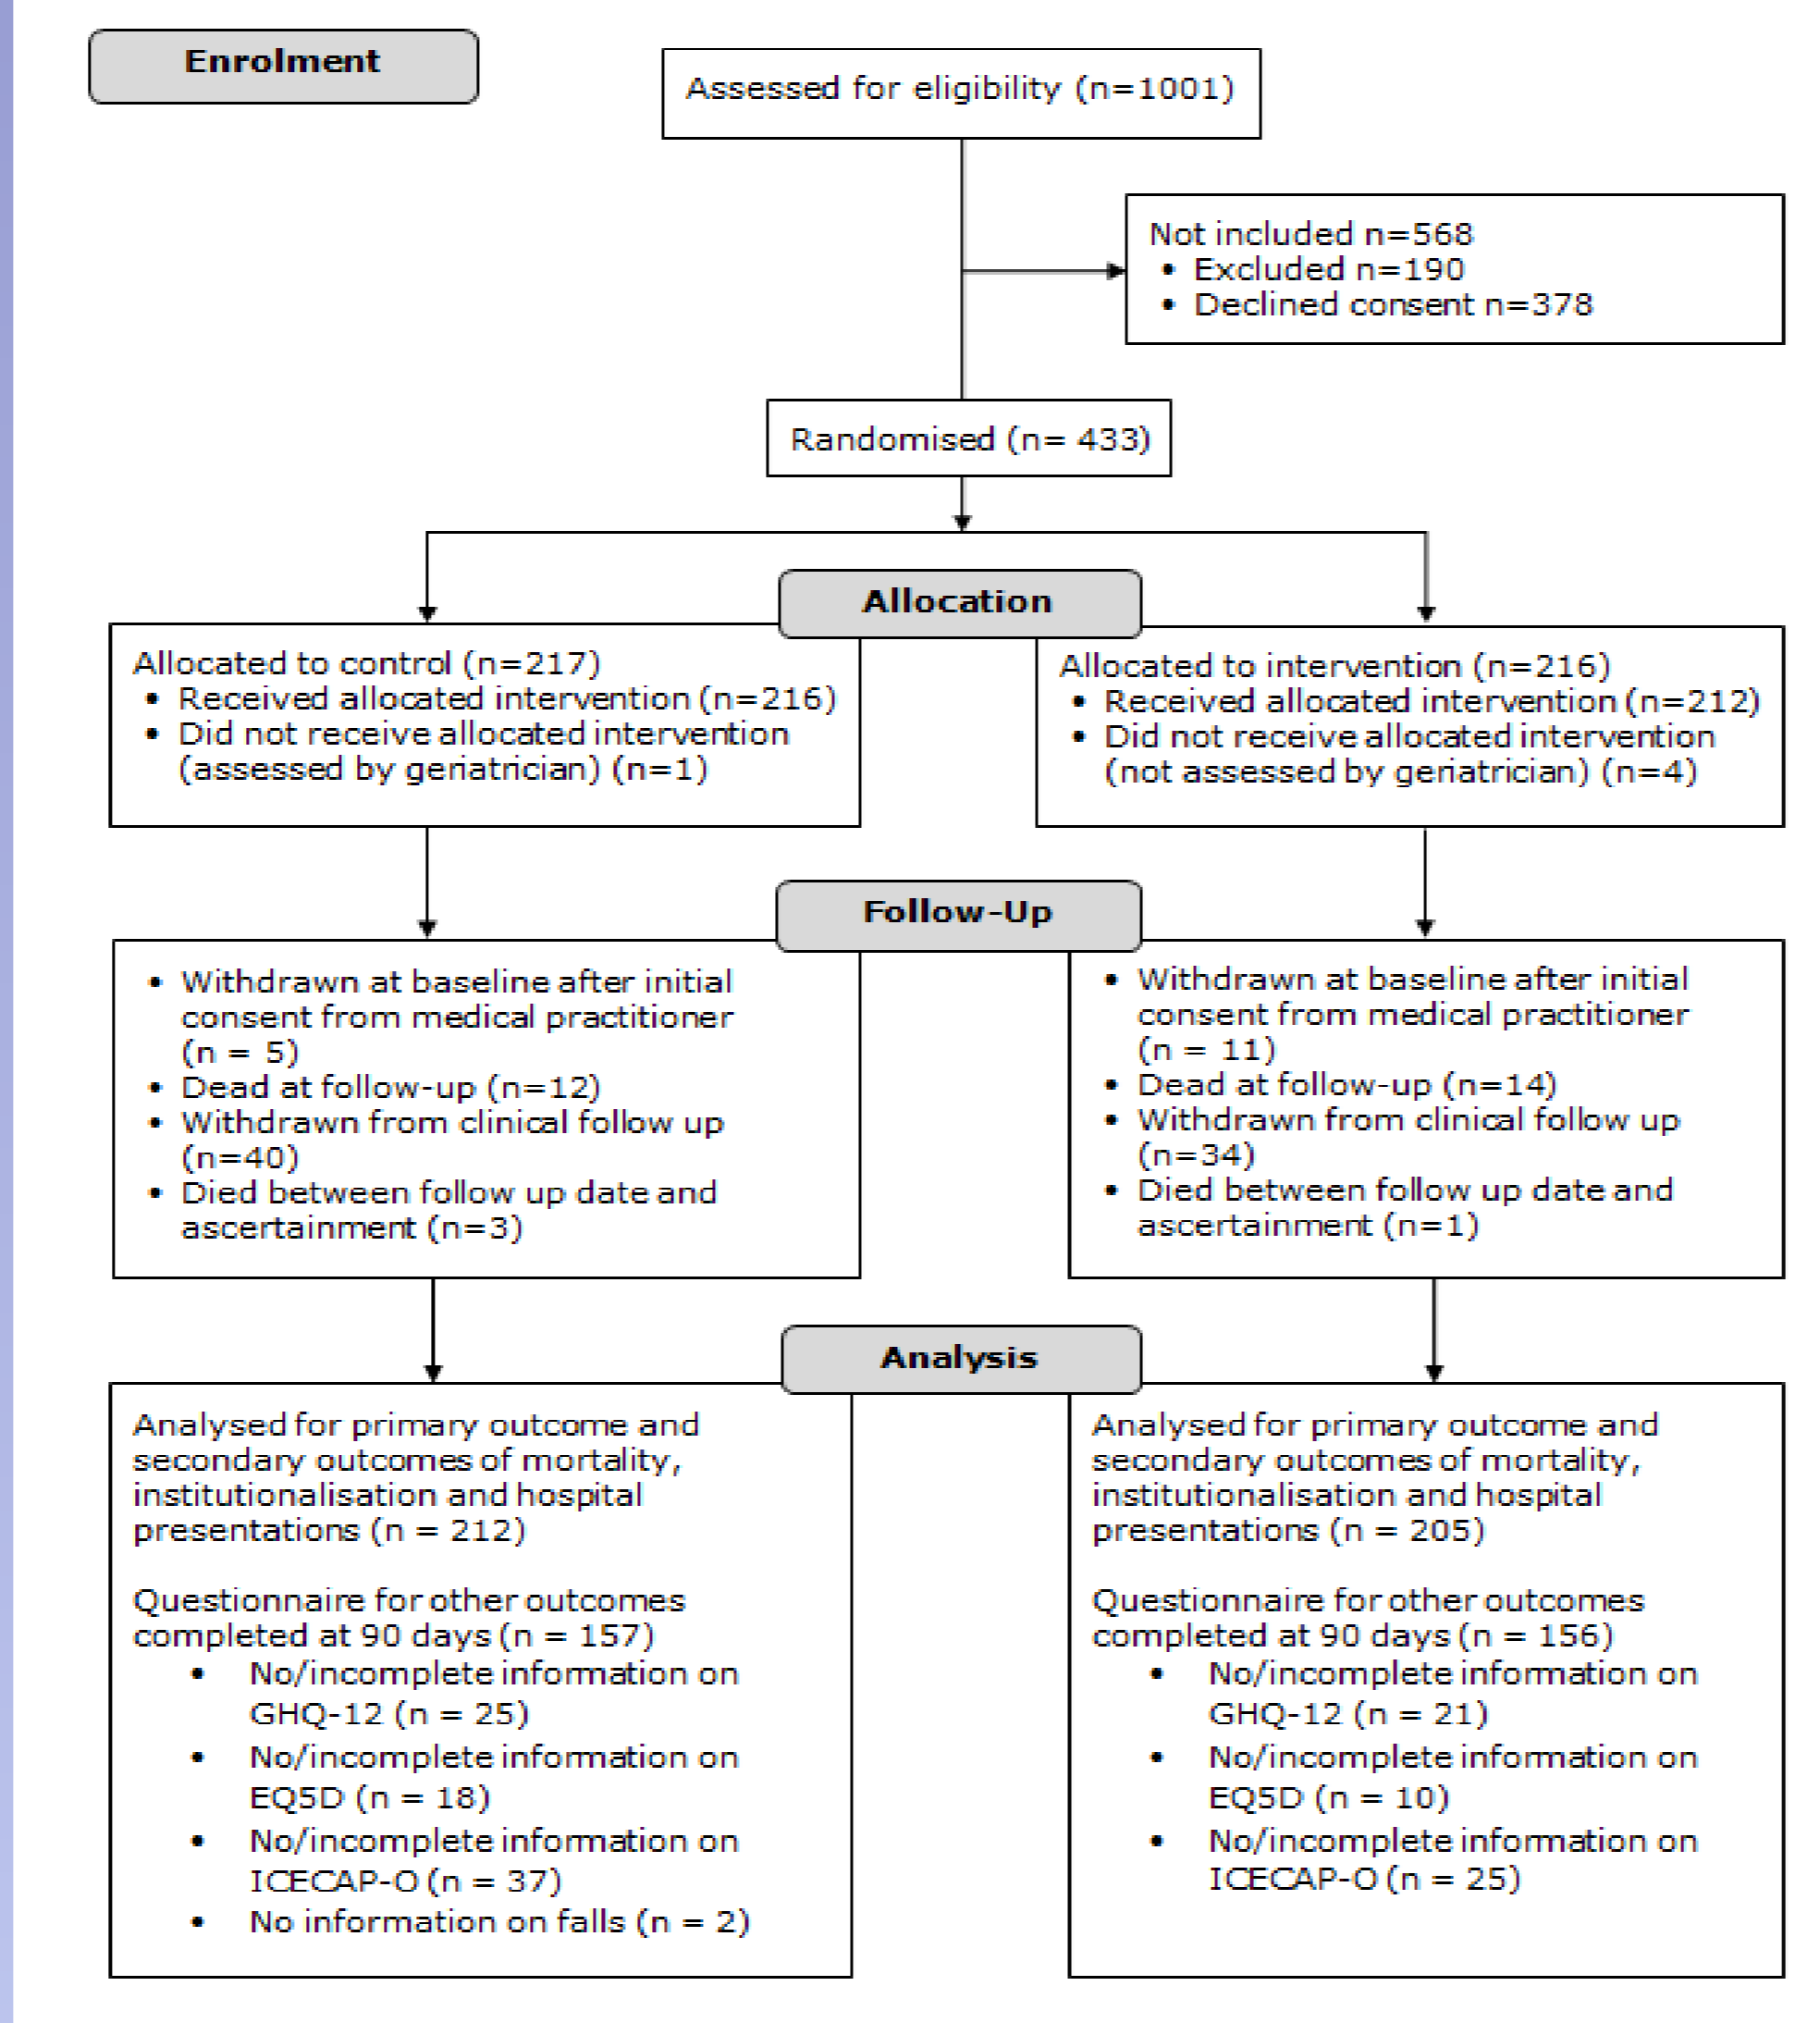 Enrolment
Assessed for eligibility (n=1001)
Not included n=568
• Excluded n=190
• Declined consent n=378
Randomised (n= 433)
Allocation
Allocated to control (n=217)
• Received allocated intervention (n=216)
• Did not receive allocated intervention
(assessed by geriatrician) (n=1)
Allocated to intervention (n=216)
• Received allocated intervention (n=212)
• Did not receive allocated intervention
(not assessed by geriatrician) (n=4)
Follow-Up
• Withdrawn at baseline after initial
consent from medical practitioner
(n = 5)
• Dead at follow-up (n=12)
• Withdrawn from clinical follow up
(n=40)
• Died between follow up date and
ascertainment (n=3)
• Withdrawn at baseline after initial
consent from medical practitioner
(n = 11)
• Dead at follow-up (n=14)
• Withdrawn from clinical follow up
(n=34)
• Died between follow up date and
ascertainment (n=1)
Analysis
Analysed for primary outcome and
secondary outcomes of mortality,
institutionalisation and hospital
presentations (n = 212)
Questionnaire for other outcomes
completed at 90 days (n = 157)
• No/incomplete information on
GHQ-12 (n = 25)
• No/incomplete information on
EQ5D (n = 18)
• No/incomplete information on
ICECAP-O (n = 37)
• No information on falls (n = 2)
Analysed for primary outcome and
secondary outcomes of mortality,
institutionalisation and hospital
presentations (n = 205)
Questionnaire for other outcomes
completed at 90 days (n = 156)
• No/incomplete information on
GHQ-12 (n = 21)
• No/incomplete information on
EQ5D (n = 10)
• No/incomplete information on
ICECAP-O (n = 25)